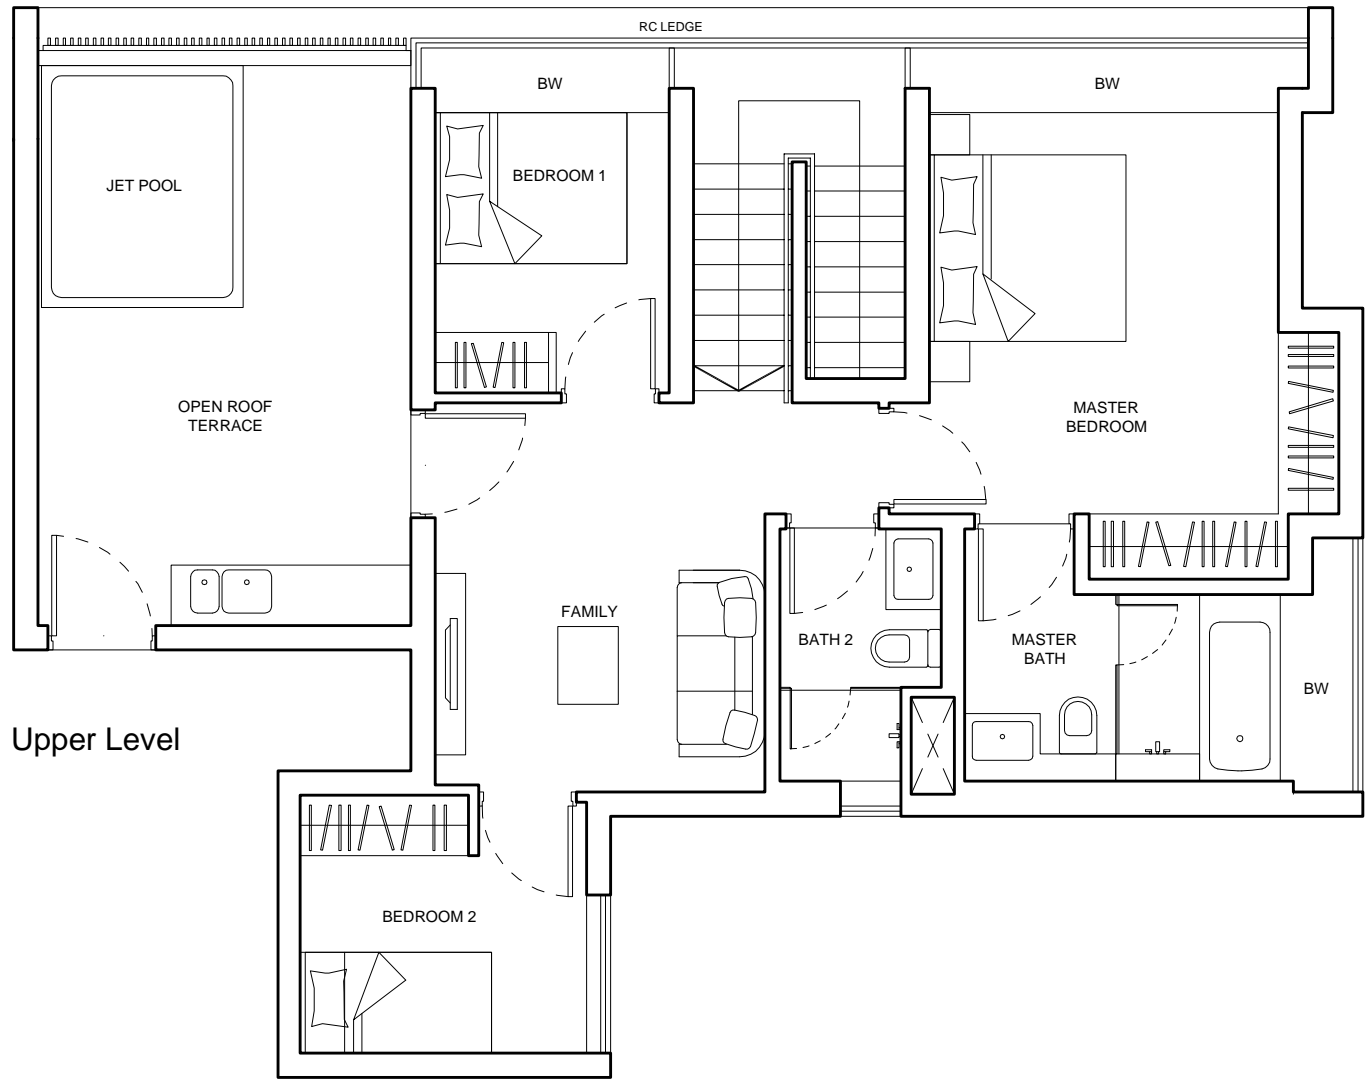 RC LEDGE
BW
BW
JET POOL
BEDROOM 1
OPEN ROOF
TERRACE
MASTER
BEDROOM
FAMILY
BATH 2
MASTER
BATH
BW
Upper Level
BEDROOM 2